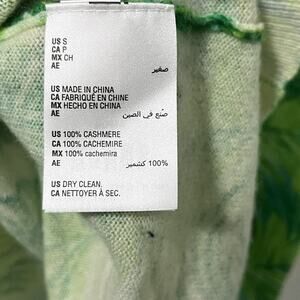 US S
CA P
MX CH
AE صغير
US MADE IN CHINA
CA FABRIQUÉ EN CHINE
MX HECHO EN CHINA
AE صُنع في الصين
US 100% CASHMERE
CA 100% CACHEMIRE
MX 100% cachemira
AE 100% كشمير
US DRY CLEAN.
CA NETTOYER À SEC.